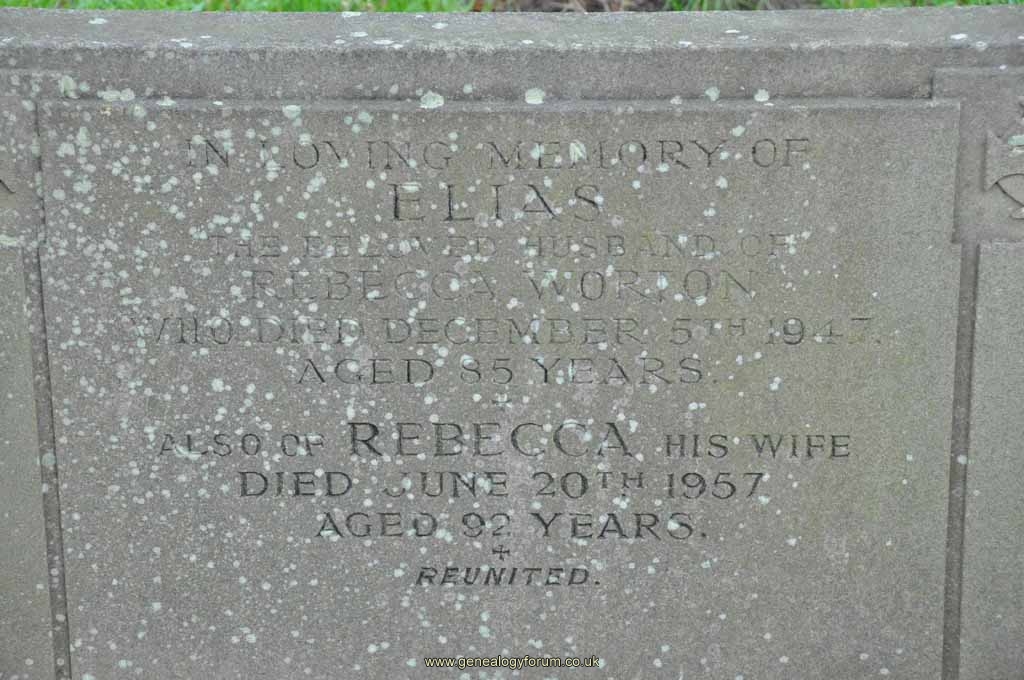 IN LOVING MEMORY OF
ELIAS
THE BELOVED HUSBAND OF
REBECCA WORTON
WHO DIED DECEMBER 5TH 1947.
AGED 85 YEARS.
ALSO OF REBECCA HIS WIFE
DIED JUNE 20TH 1957
AGED 92 YEARS.
REUNITED.
www.genealogyforum.co.uk